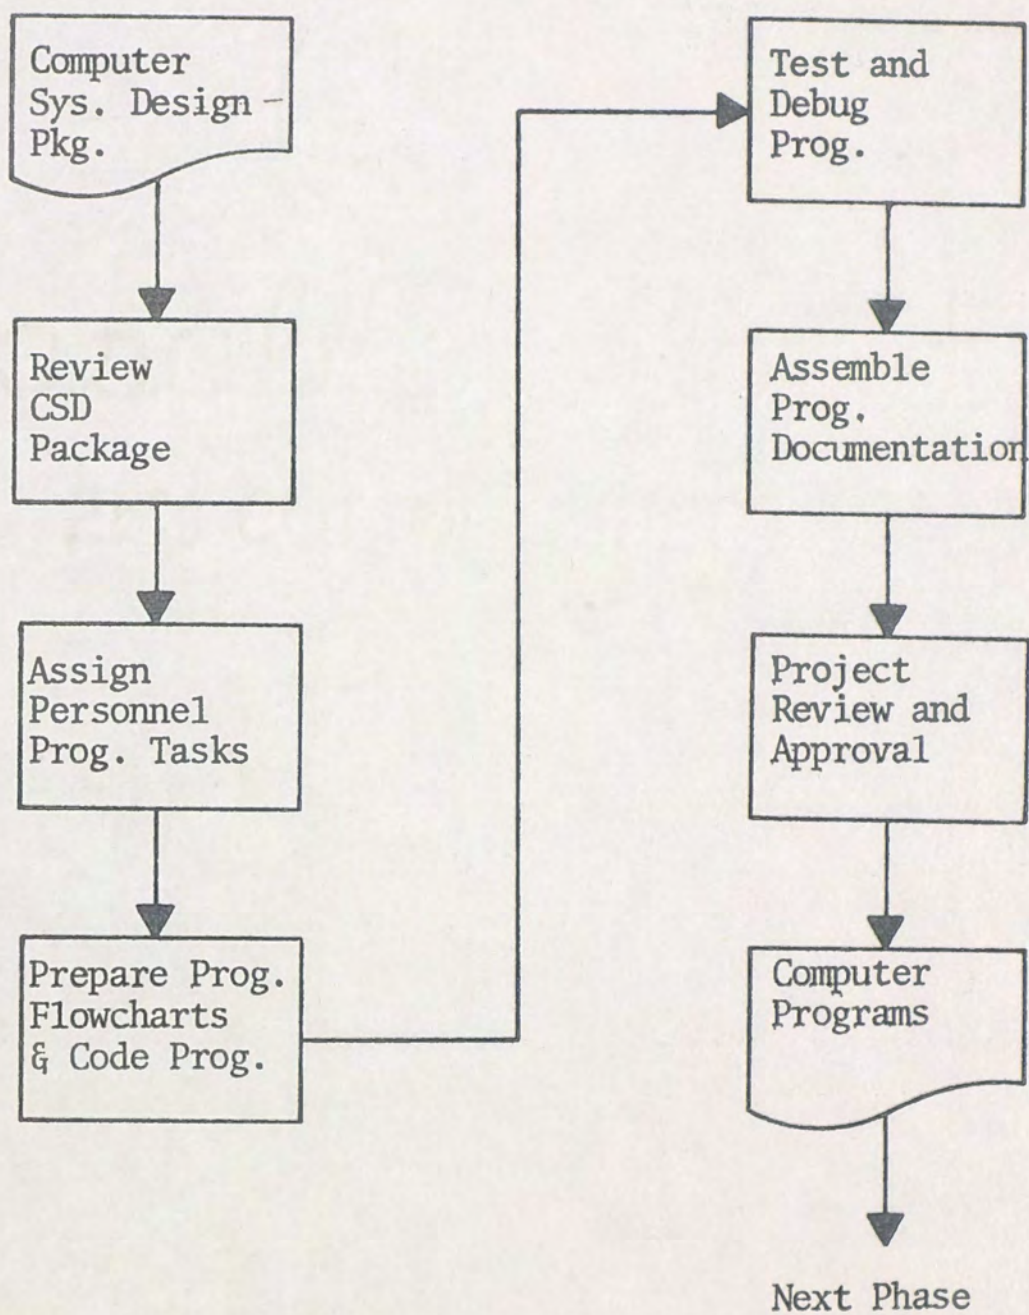 Computer
Sys. Design -
Pkg.
Review
CSD
Package
Assign
Personnel
Prog. Tasks
Prepare Prog.
Flowcharts
& Code Prog.
Test and
Debug
Prog.
Assemble
Prog.
Documentation
Project
Review and
Approval
Computer
Programs
Next Phase